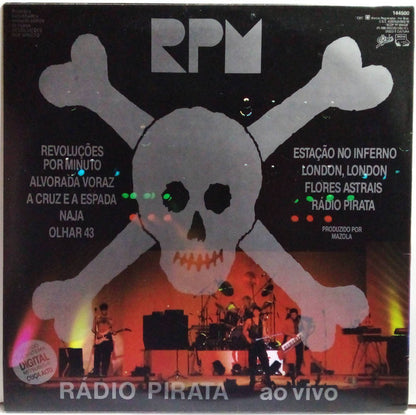 144500
RPM
REVOLUÇÕES
POR MINUTO
ALVORADA VORAZ
A CRUZ E A ESPADA
NAJA
OLHAR 43
ESTAÇÃO NO INFERNO
LONDON, LONDON
FLORES ASTRAIS
RÁDIO PIRATA
PRODUZIDO POR
MAZOLA
DIGITAL
RÁDIO PIRATA ao vivo